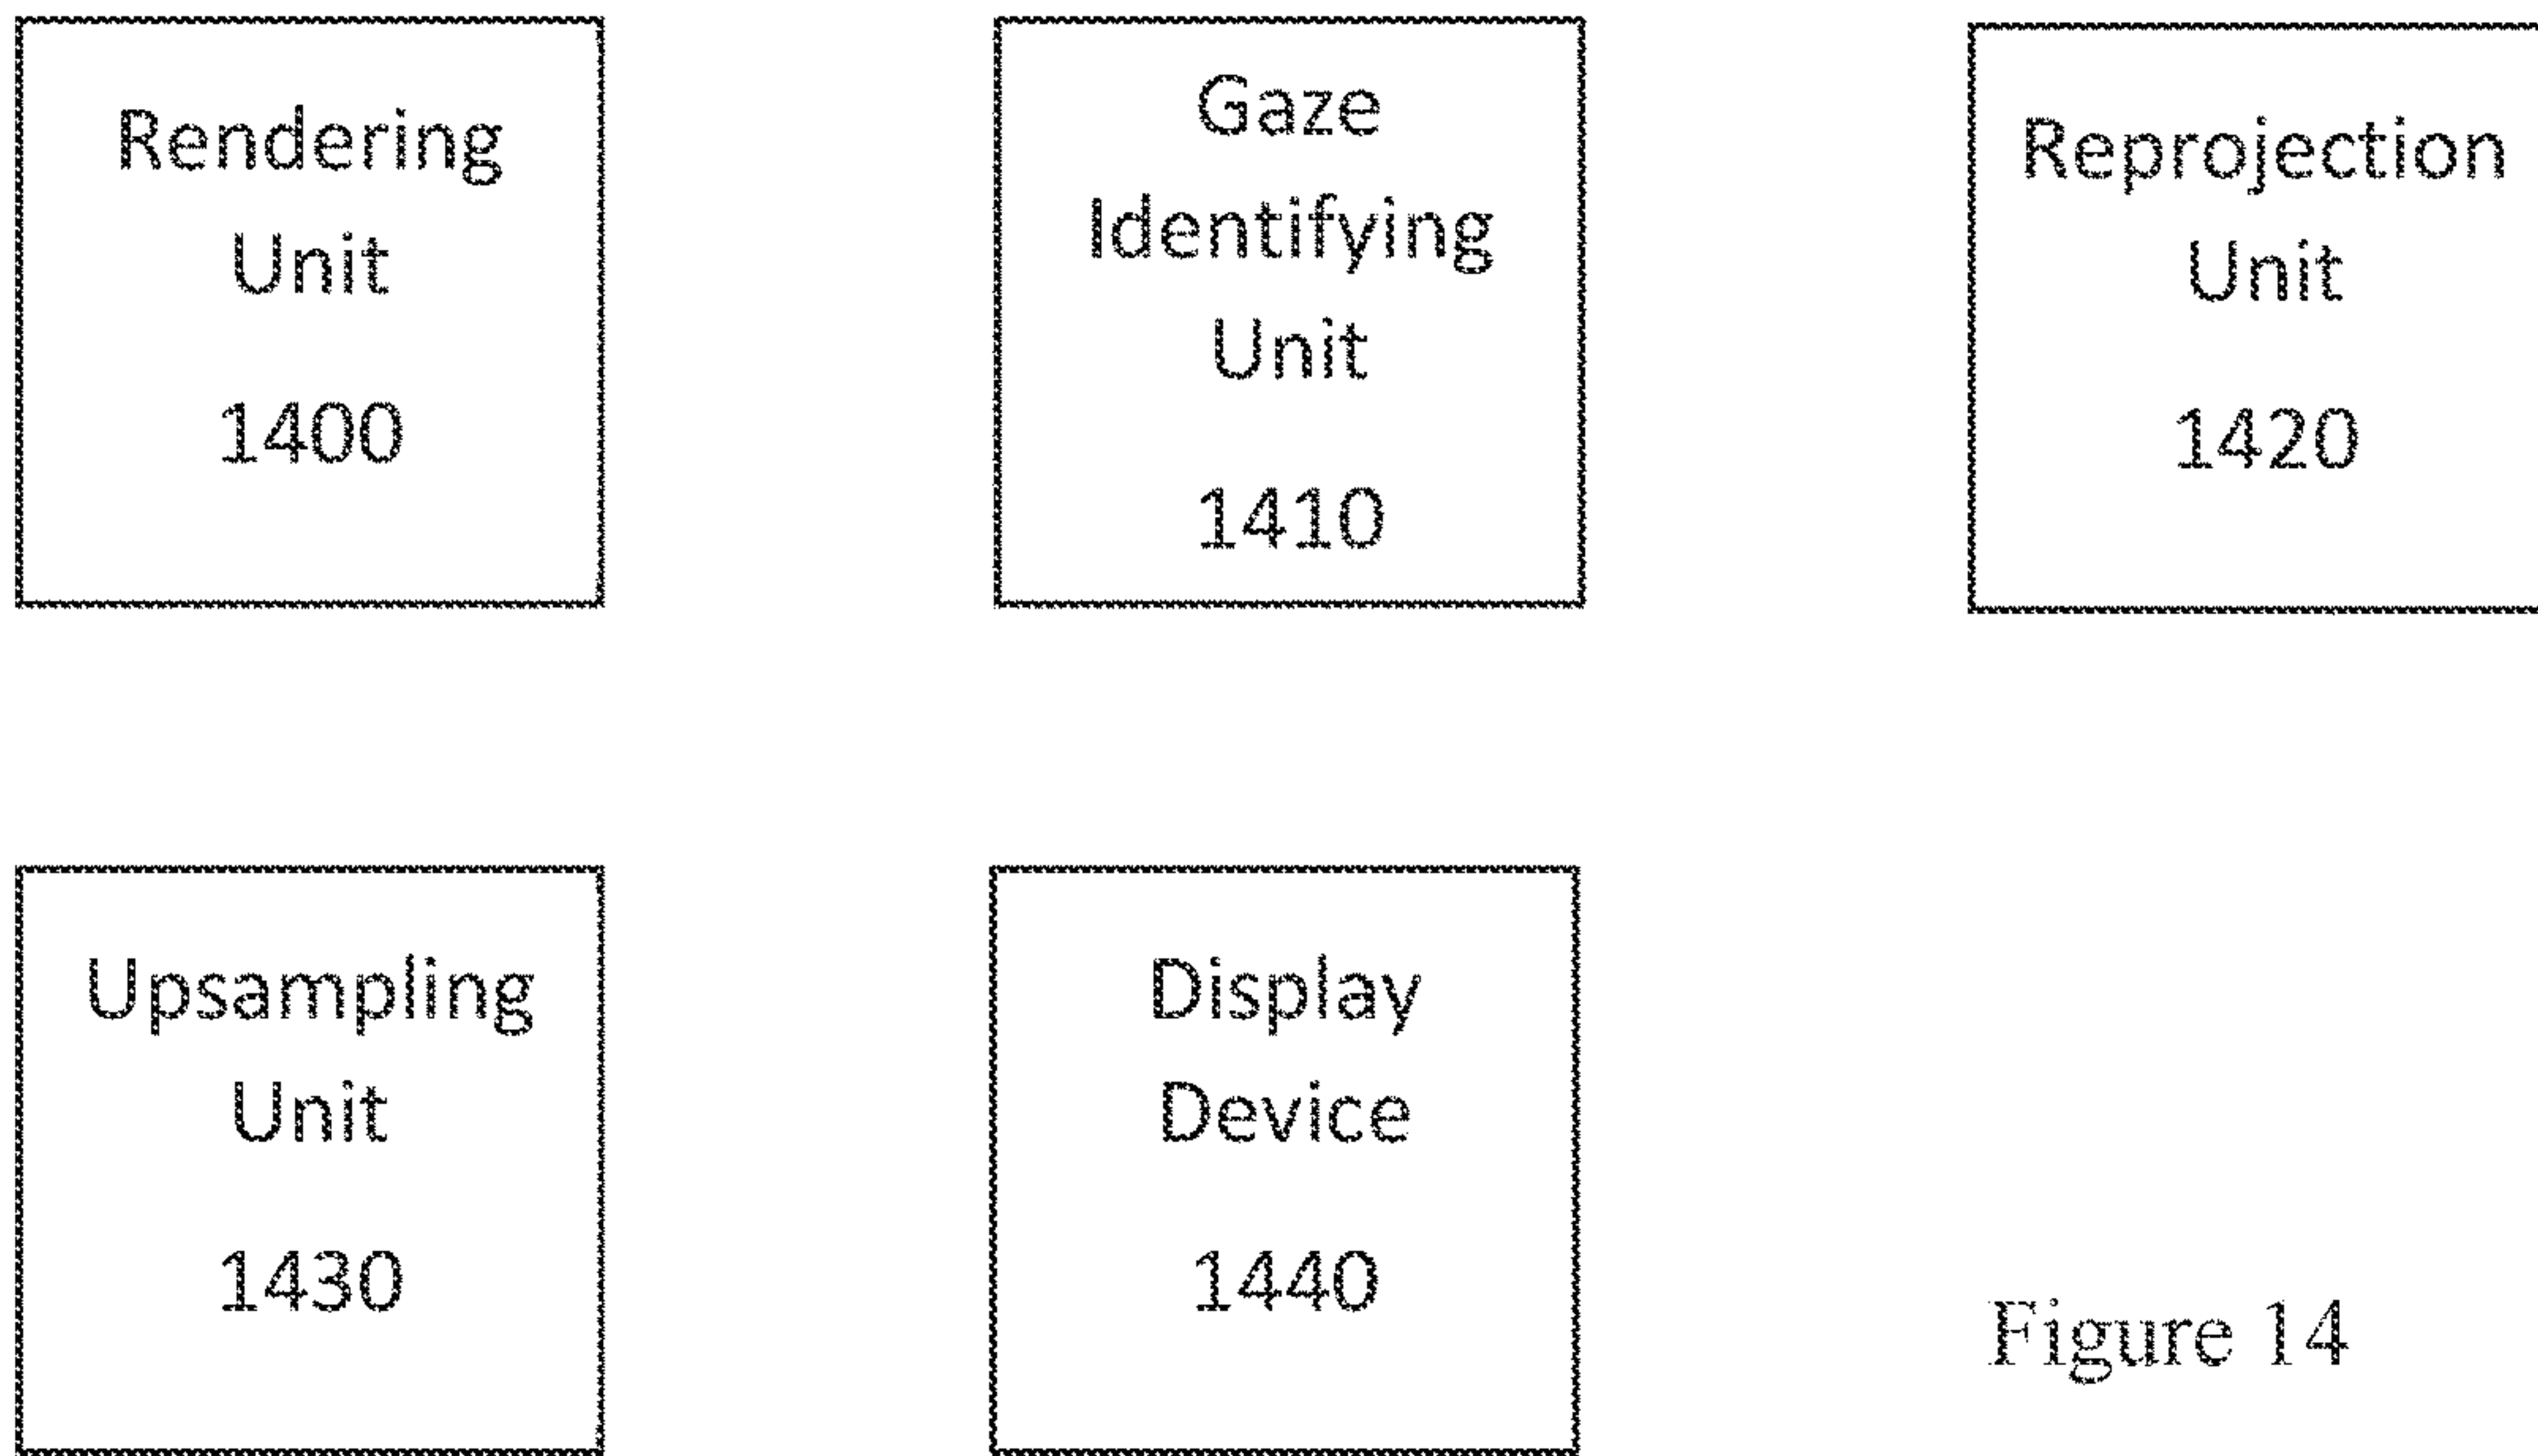 Rendering
Unit
1400
Gaze
Identifying
Unit
1410
Reprojection
Unit
1420
Upsampling
Unit
1430
Display
Device
1440
Figure 14